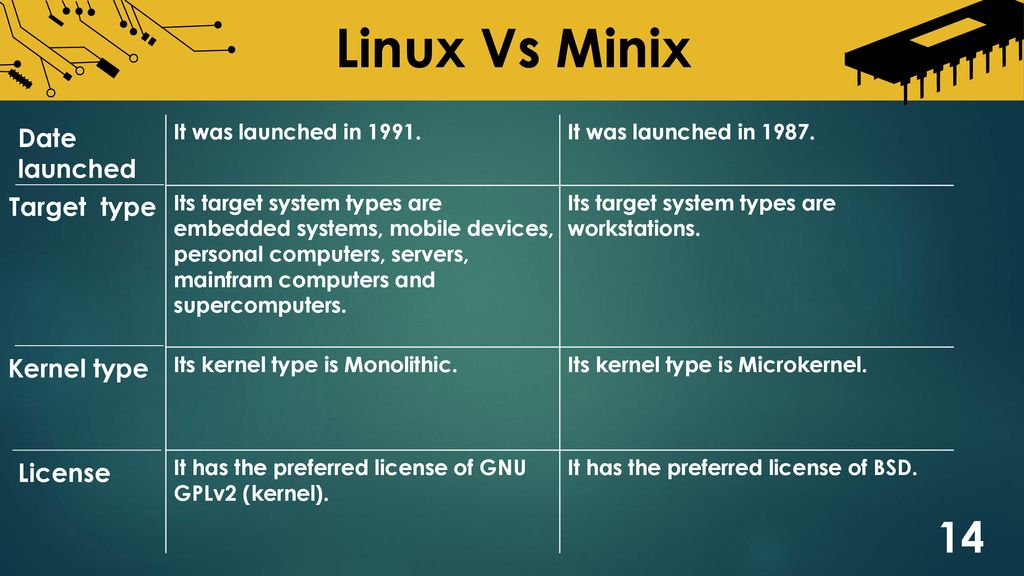 Linux Vs Minix
Date
launched
It was launched in 1991.
It was launched in 1987.
Target type
Its target system types are
embedded systems, mobile devices,
personal computers, servers,
mainfram computers and
supercomputers.
Its target system types are
workstations.
Kernel type
Its kernel type is Monolithic.
Its kernel type is Microkernel.
License
It has the preferred license of GNU
GPLv2 (kernel).
It has the preferred license of BSD.
14